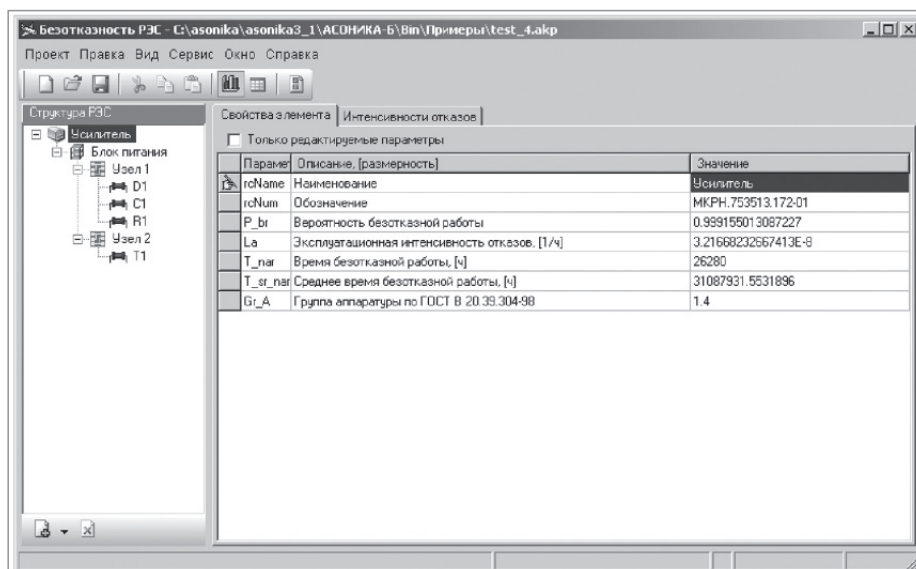 Безотказность РЭС - C:\asonika\asonika3_1\АСОНИКА-Б\Bin\Примеры\test_4.akp
Проект Правка Вид Сервис Окно Справка
Структура РЭС
Усилитель
Блок питания
Узел 1
D1
C1
R1
Узел 2
T1
Свойства элемента Интенсивности отказов
Только редактируемые параметры
Парамет Описание, [размерность] Значение
rcName Наименование Усилитель
rcNum Обозначение МКРН.753513.172-01
P_br Вероятность безотказной работы 0.999155013087227
La Эксплуатационная интенсивность отказов, [1/ч] 3.21668232667413E-8
T_nar Время безотказной работы, [ч] 26280
T_sr_nar Среднее время безотказной работы, [ч] 31087931.5531896
Gr_A Группа аппаратуры по ГОСТ В 20.39.304-98 1.4